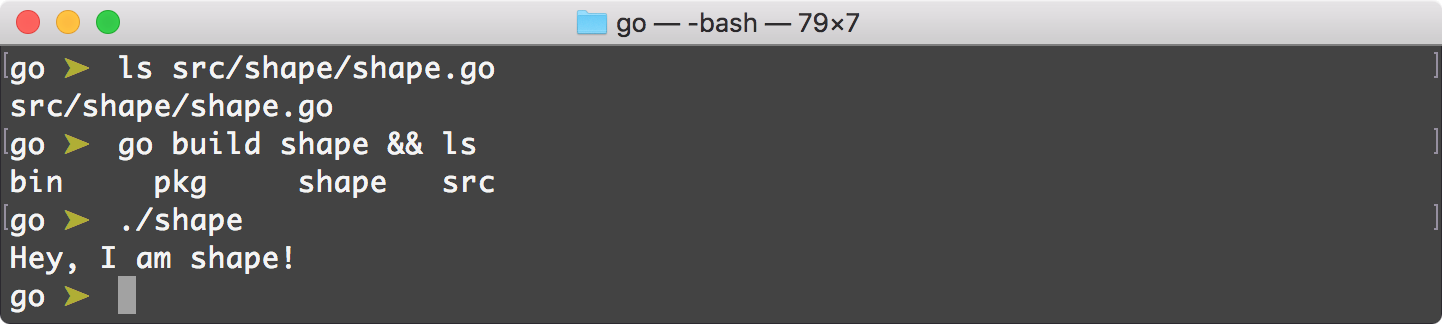 go — -bash — 79×7
go ➤ ls src/shape/shape.go
src/shape/shape.go
go ➤ go build shape && ls
bin     pkg     shape   src
go ➤ ./shape
Hey, I am shape!
go ➤